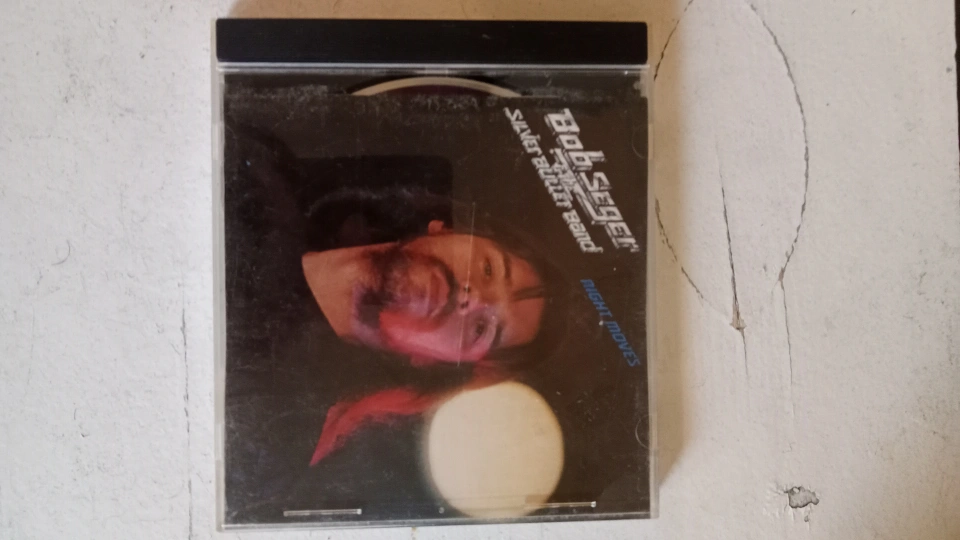 Bob Seger
& THE
SILVER BULLET Band
NIGHT MOVES